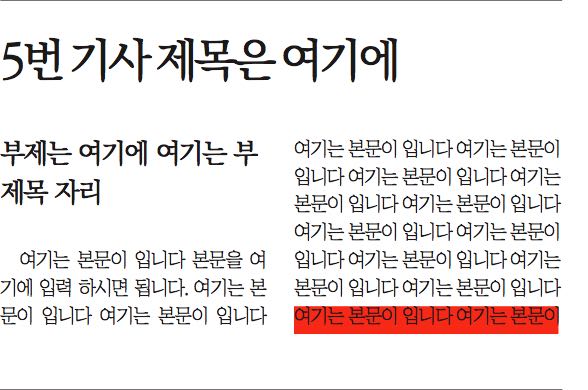 5번 기사 제목은 여기에
부제는 여기에 여기는 부
제목 자리
여기는 본문이 입니다 본문을 여
기에 입력 하시면 됩니다. 여기는 본
문이 입니다 여기는 본문이 입니다
여기는 본문이 입니다 여기는 본문이
입니다 여기는 본문이 입니다 여기는
본문이 입니다 여기는 본문이 입니다
여기는 본문이 입니다 여기는 본문이
입니다 여기는 본문이 입니다 여기는
본문이 입니다 여기는 본문이 입니다
여기는 본문이 입니다 여기는 본문이